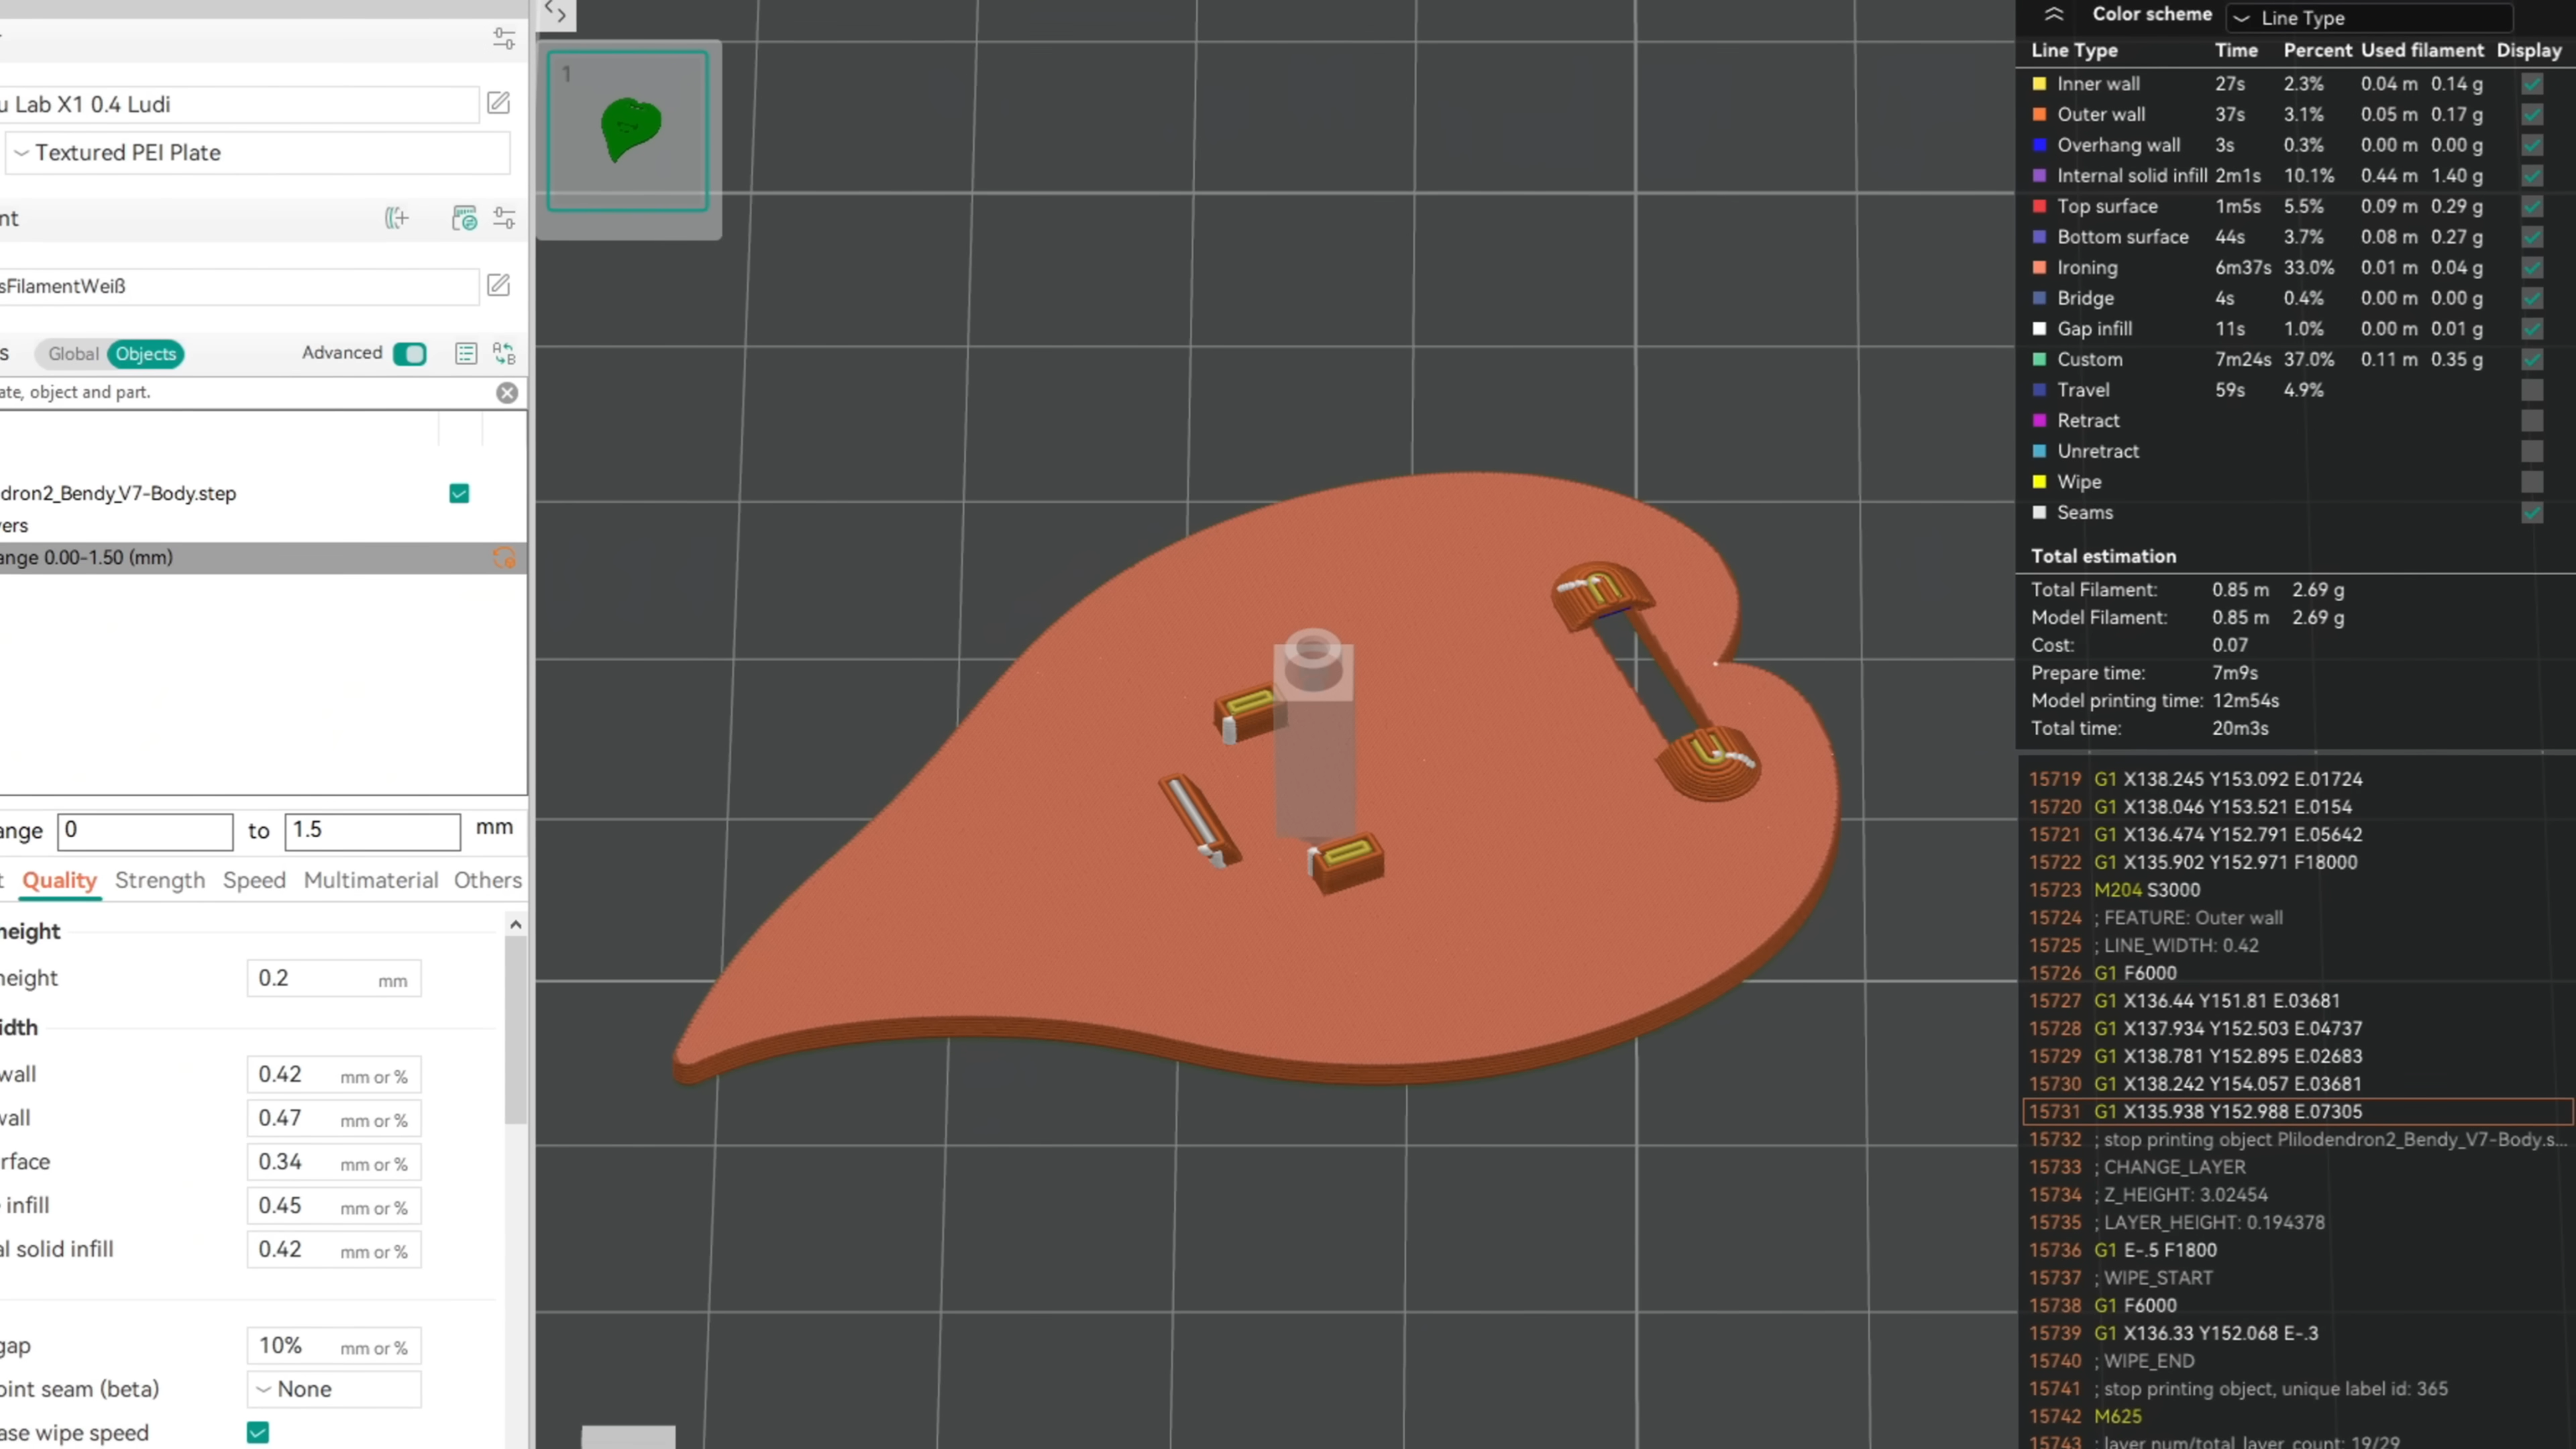 u Lab X1 0.4 Ludi
Textured PEI Plate
nt
sFilamentWeiß
s Global Objects Advanced
ate, object and part.
dron2_Bendy_V7-Body.step
ers
ange 0.00-1.50 (mm)
ange 0 to 1.5 mm
t Quality Strength Speed Multimaterial Others
height
height 0.2 mm
idth
wall 0.42 mm or %
wall 0.47 mm or %
rface 0.34 mm or %
infill 0.45 mm or %
al solid infill 0.42 mm or %
gap 10% mm or %
oint seam (beta) None
ase wipe speed
1
Color scheme Line Type
Line Type Time Percent Used filament Display
Inner wall 27s 2.3% 0.04 m 0.14 g
Outer wall 37s 3.1% 0.05 m 0.17 g
Overhang wall 3s 0.3% 0.00 m 0.00 g
Internal solid infill 2m1s 10.1% 0.44 m 1.40 g
Top surface 1m5s 5.5% 0.09 m 0.29 g
Bottom surface 44s 3.7% 0.08 m 0.27 g
Ironing 6m37s 33.0% 0.01 m 0.04 g
Bridge 4s 0.4% 0.00 m 0.00 g
Gap infill 11s 1.0% 0.00 m 0.01 g
Custom 7m24s 37.0% 0.11 m 0.35 g
Travel 59s 4.9%
Retract
Unretract
Wipe
Seams
Total estimation
Total Filament: 0.85 m 2.69 g
Model Filament: 0.85 m 2.69 g
Cost: 0.07
Prepare time: 7m9s
Model printing time: 12m54s
Total time: 20m3s
15719 G1 X138.245 Y153.092 E.01724
15720 G1 X138.046 Y153.521 E.0154
15721 G1 X136.474 Y152.791 E.05642
15722 G1 X135.902 Y152.971 F18000
15723 M204 S3000
15724 ; FEATURE: Outer wall
15725 ; LINE_WIDTH: 0.42
15726 G1 F6000
15727 G1 X136.44 Y151.81 E.03681
15728 G1 X137.934 Y152.503 E.04737
15729 G1 X138.781 Y152.895 E.02683
15730 G1 X138.242 Y154.057 E.03681
15731 G1 X135.938 Y152.988 E.07305
15732 ; stop printing object Plilodendron2_Bendy_V7-Body.s...
15733 ; CHANGE_LAYER
15734 ; Z_HEIGHT: 3.02454
15735 ; LAYER_HEIGHT: 0.194378
15736 G1 E-.5 F1800
15737 ; WIPE_START
15738 G1 F6000
15739 G1 X136.33 Y152.068 E-.3
15740 ; WIPE_END
15741 ; stop printing object, unique label id: 365
15742 M625
15743 ; layer num/total_layer_count: 19/29